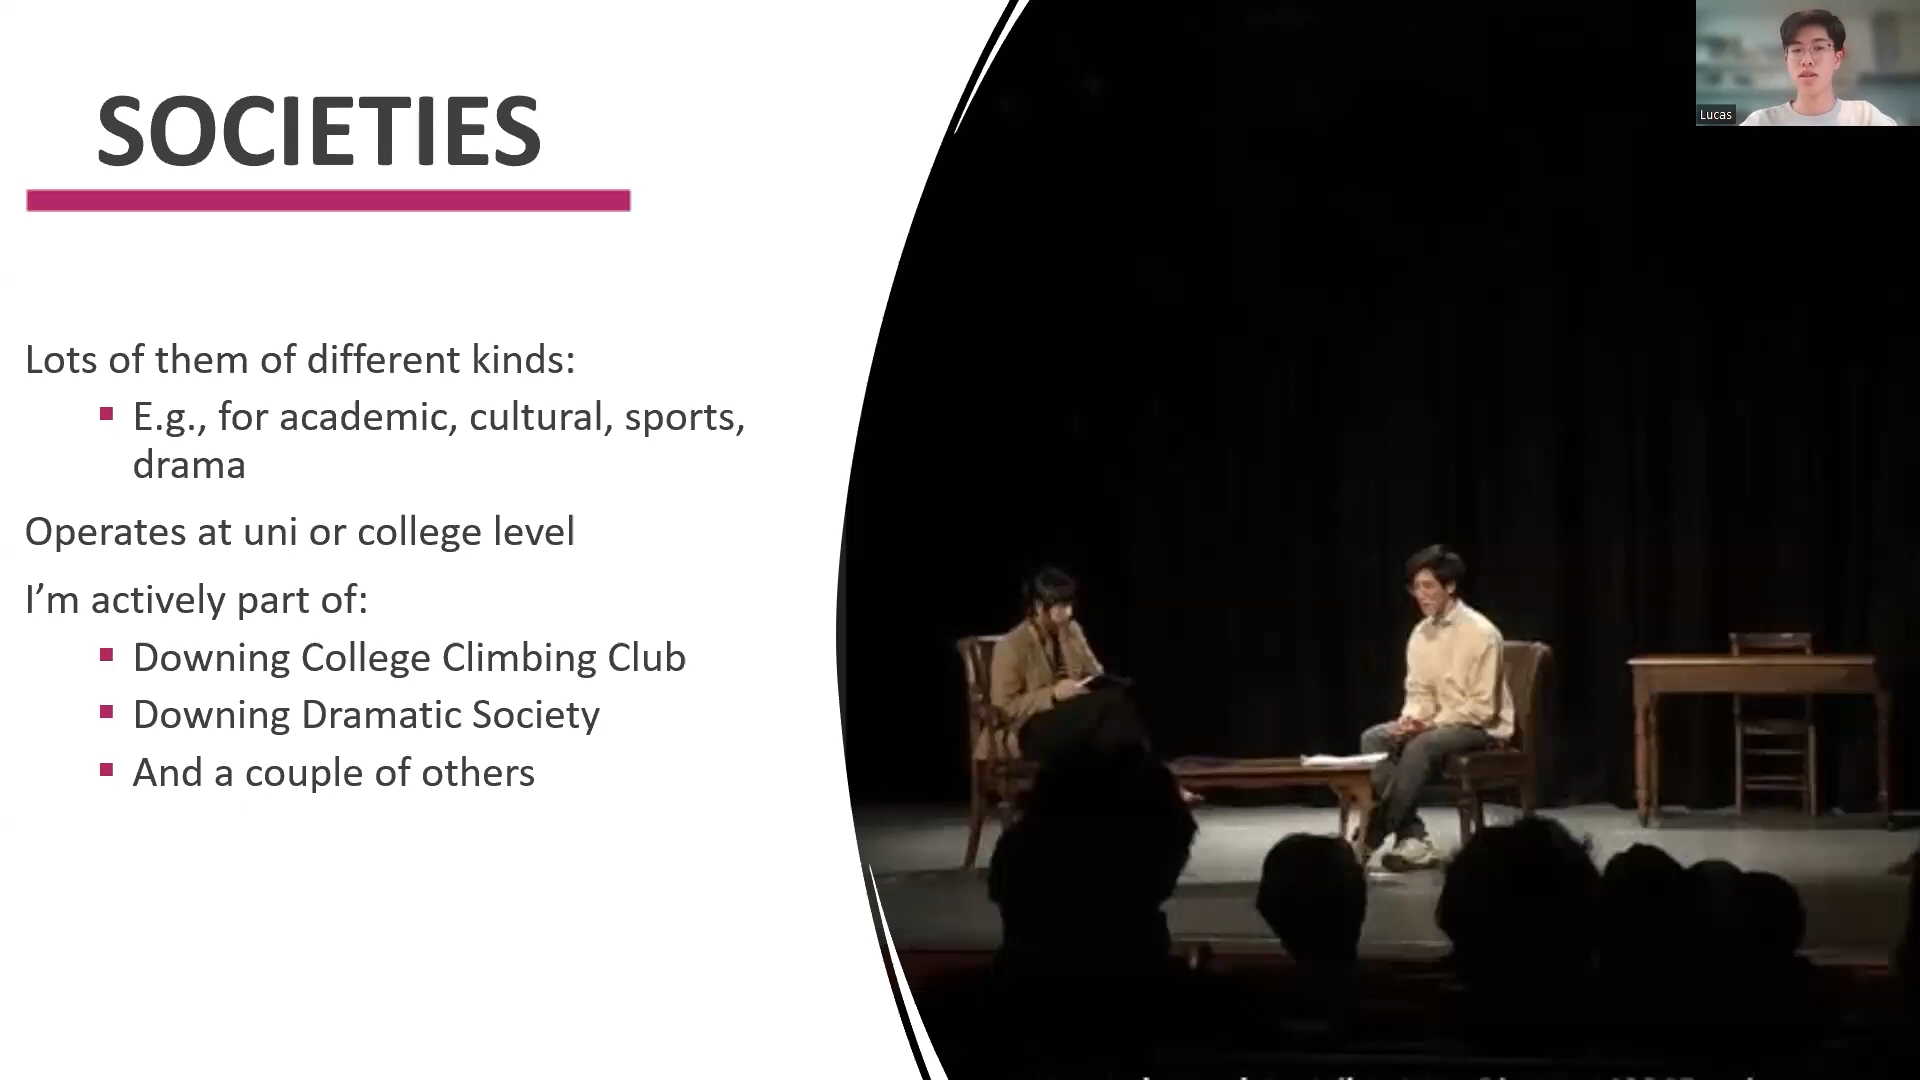 SOCIETIES
Lots of them of different kinds:
E.g., for academic, cultural, sports,
drama
Operates at uni or college level
I'm actively part of:
Downing College Climbing Club
Downing Dramatic Society
And a couple of others
Lucas